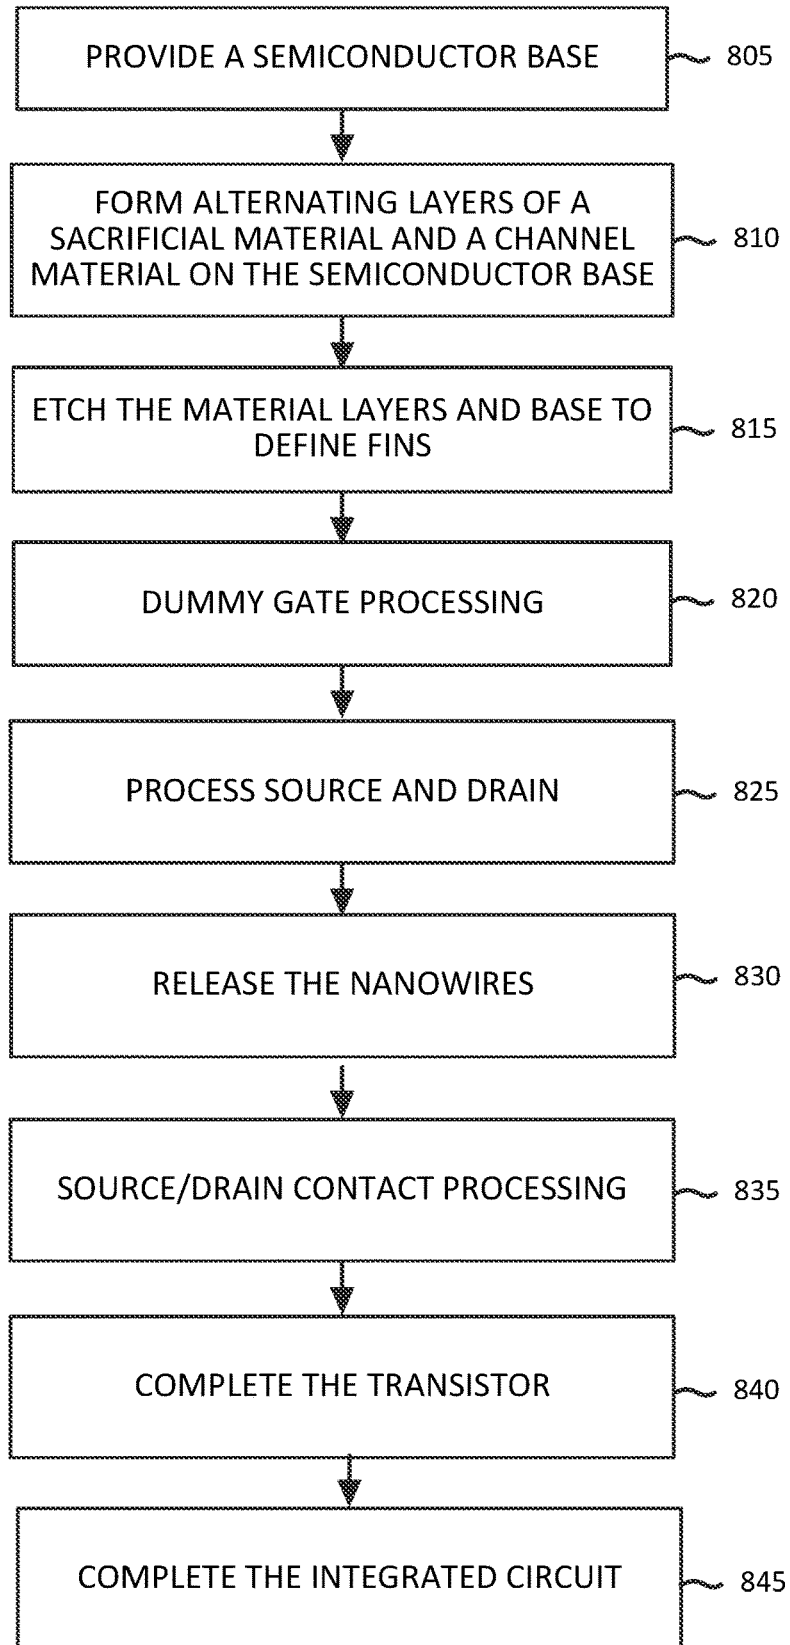 PROVIDE A SEMICONDUCTOR BASE
805
FORM ALTERNATING LAYERS OF A
SACRIFICIAL MATERIAL AND A CHANNEL
MATERIAL ON THE SEMICONDUCTOR BASE
810
ETCH THE MATERIAL LAYERS AND BASE TO
DEFINE FINS
815
DUMMY GATE PROCESSING
820
PROCESS SOURCE AND DRAIN
825
RELEASE THE NANOWIRES
830
SOURCE/DRAIN CONTACT PROCESSING
835
COMPLETE THE TRANSISTOR
840
COMPLETE THE INTEGRATED CIRCUIT
845